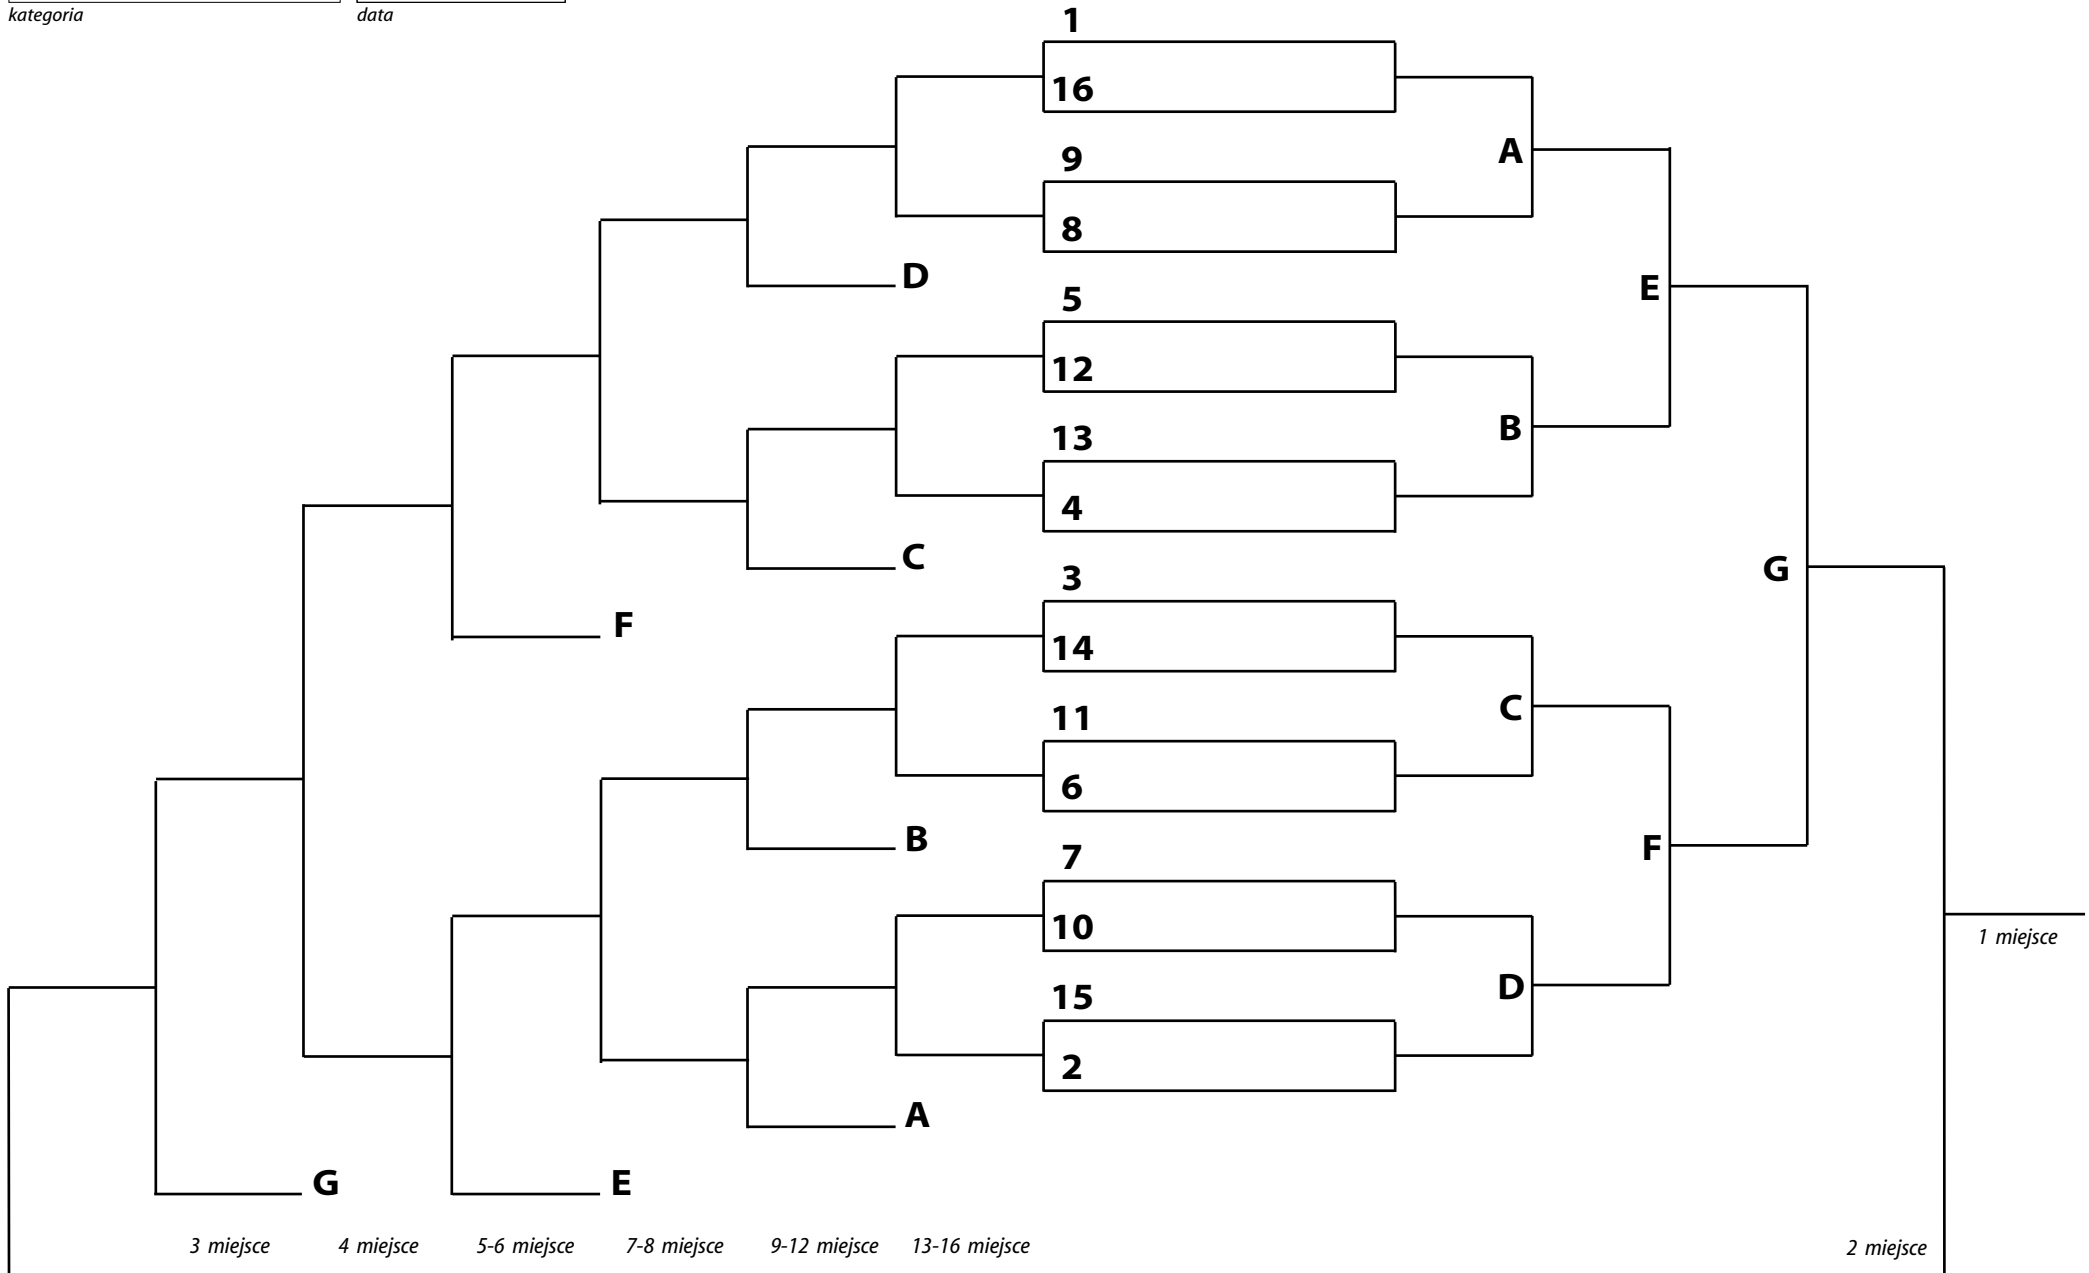 kategoria data
1
16
A
9
8
D
E
5
12
B
13
4
C
G
3
F
14
C
11
6
B
F
7
10
1 miejsce
D
15
2
A
G
E
3 miejsce 4 miejsce 5-6 miejsce 7-8 miejsce 9-12 miejsce 13-16 miejsce 2 miejsce